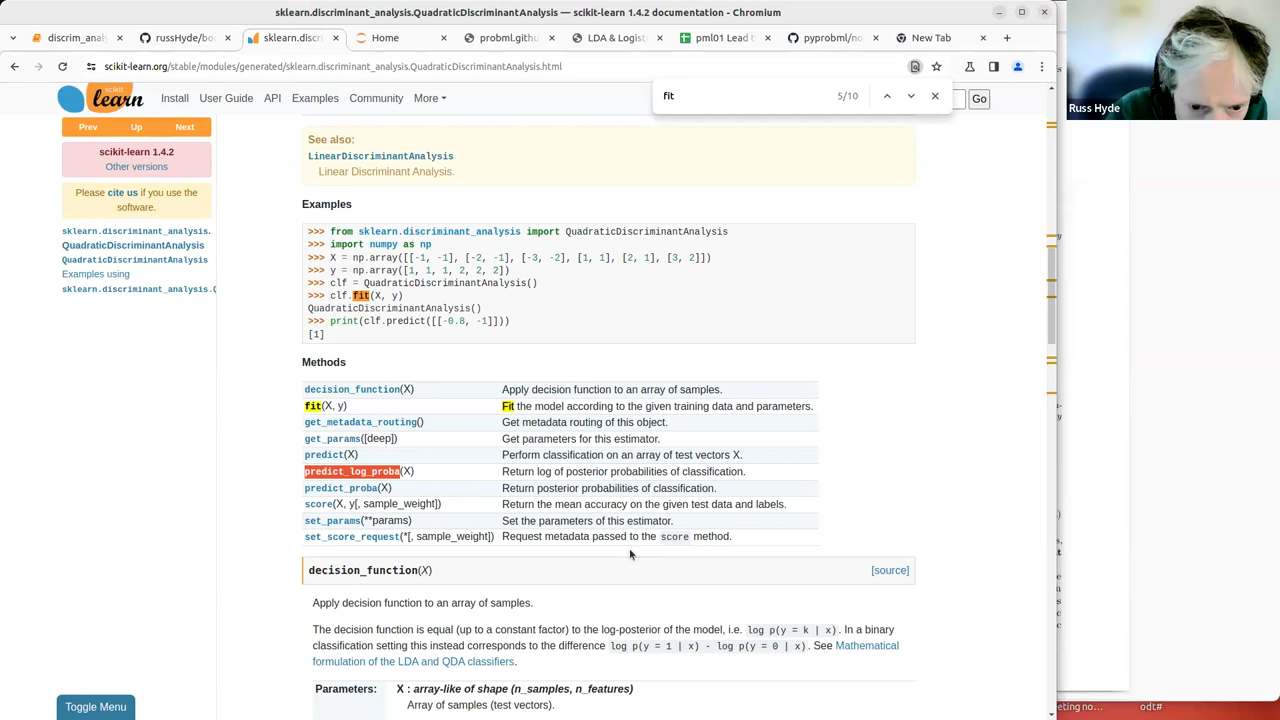 sklearn.discriminant_analysis.QuadraticDiscriminantAnalysis — scikit-learn 1.4.2 documentation - Chromium
discrim_anal
russHyde/bo
sklearn.discri
Home
probml.githu
LDA & Logist
pml01 Lead t
pyprobml/no
New Tab
scikit-learn.org/stable/modules/generated/sklearn.discriminant_analysis.QuadraticDiscriminantAnalysis.html
fit
5/10
scikit
learn
Install
User Guide
API
Examples
Community
More
Go
Prev
Up
Next
scikit-learn 1.4.2
Other versions
Please cite us if you use the
software.
sklearn.discriminant_analysis.
QuadraticDiscriminantAnalysis
QuadraticDiscriminantAnalysis
Examples using
sklearn.discriminant_analysis.Q
See also:
LinearDiscriminantAnalysis
Linear Discriminant Analysis.
Examples
>>> from sklearn.discriminant_analysis import QuadraticDiscriminantAnalysis
>>> import numpy as np
>>> X = np.array([[-1, -1], [-2, -1], [-3, -2], [1, 1], [2, 1], [3, 2]])
>>> y = np.array([1, 1, 1, 2, 2, 2])
>>> clf = QuadraticDiscriminantAnalysis()
>>> clf.fit(X, y)
QuadraticDiscriminantAnalysis()
>>> print(clf.predict([[-0.8, -1]]))
[1]
Methods
decision_function(X) Apply decision function to an array of samples.
fit(X, y) Fit the model according to the given training data and parameters.
get_metadata_routing() Get metadata routing of this object.
get_params([deep]) Get parameters for this estimator.
predict(X) Perform classification on an array of test vectors X.
predict_log_proba(X) Return log of posterior probabilities of classification.
predict_proba(X) Return posterior probabilities of classification.
score(X, y[, sample_weight]) Return the mean accuracy on the given test data and labels.
set_params(**params) Set the parameters of this estimator.
set_score_request(*[, sample_weight]) Request metadata passed to the score method.
decision_function(X) [source]
Apply decision function to an array of samples.
The decision function is equal (up to a constant factor) to the log-posterior of the model, i.e. log p(y = k | x). In a binary
classification setting this instead corresponds to the difference log p(y = 1 | x) - log p(y = 0 | x). See Mathematical
formulation of the LDA and QDA classifiers.
Parameters: X : array-like of shape (n_samples, n_features)
Array of samples (test vectors).
Toggle Menu
Russ Hyde
eting no...
odt#